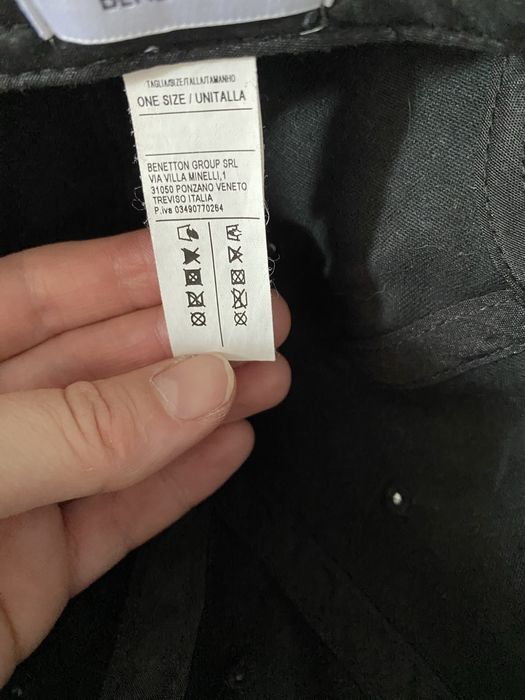 TAGLIA/SIZE/TALLA/TAMANHO
ONE SIZE / UNITALLA
BENETTON GROUP SRL
VIA VILLA MINELLI,1
31050 PONZANO VENETO
TREVISO ITALIA
P.iva 03490770264